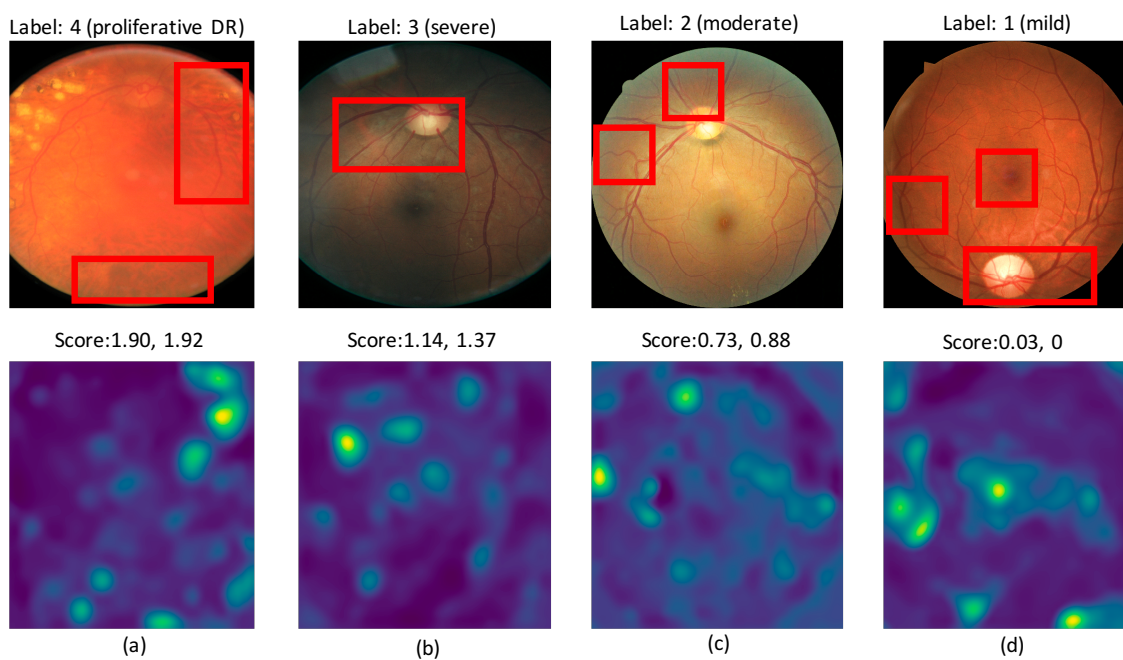 Label: 4 (proliferative DR)
Label: 3 (severe)
Label: 2 (moderate)
Label: 1 (mild)
Score:1.90, 1.92
Score:1.14, 1.37
Score:0.73, 0.88
Score:0.03, 0
(a)
(b)
(c)
(d)